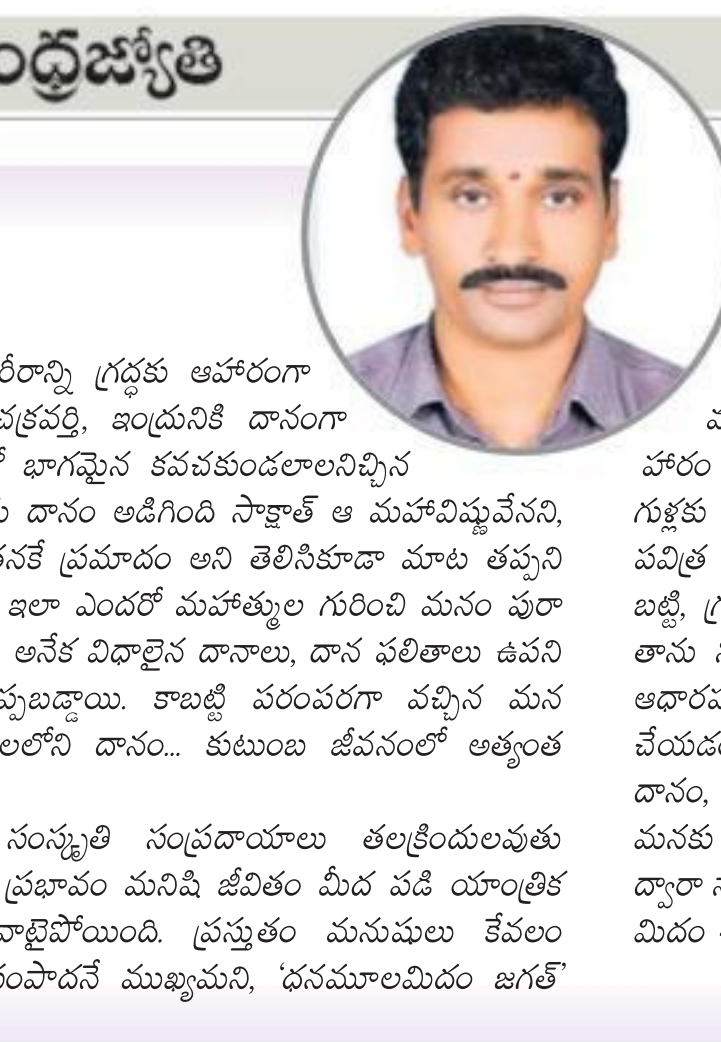 ంధ్రజ్యోతి
రీరాన్ని గ్రద్ధకు ఆహారంగా
చక్రవర్తి, ఇంద్రునికి దానంగా
భాగమైన కవచకుండలాలనిచ్చిన
దానం అడిగింది సాక్షాత్ ఆ మహావిష్ణువేనని,
తనకే ప్రమాదం అని తెలిసికూడా మాట తప్పని
ఇలా ఎందరో మహాత్ముల గురించి మనం పురా
అనేక విధాలైన దానాలు, దాన ఫలితాలు ఉపని
ప్పబడ్డాయి. కాబట్టి పరంపరగా వచ్చిన మన
లలోని దానం... కుటుంబ జీవనంలో అత్యంత
సంస్కృతి సంప్రదాయాలు తలక్రిందులవుతు
ప్రభావం మనిషి జీవితం మీద పడి యాంత్రిక
వాటైపోయింది. ప్రస్తుతం మనుషులు కేవలం
సంపాదనే ముఖ్యమని, ‘ధనమూలమిదం జగత్’
హారం
గుళ్లకు
పవిత్ర
బట్టి,
తాను
ఆధారప
చేయడం
దానం,
మనకు
ద్వారా
మిదం